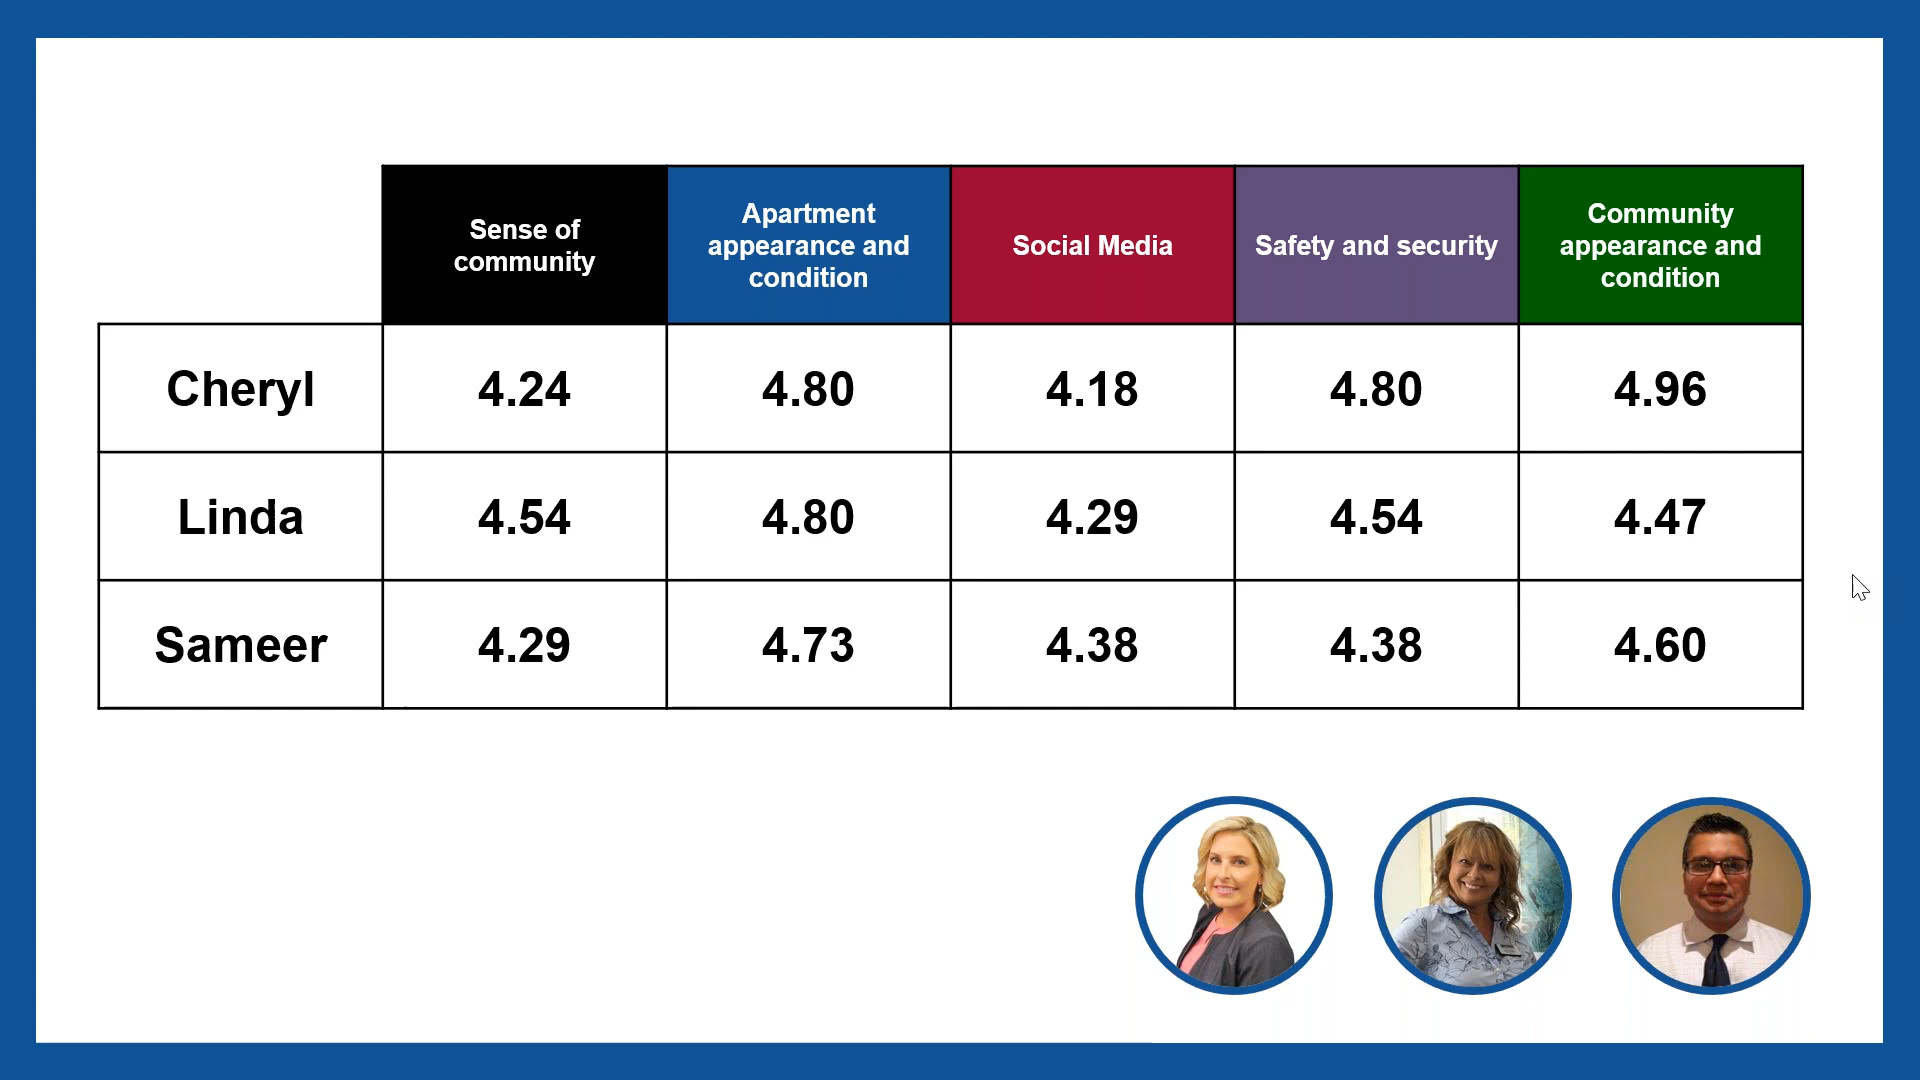 Sense of
community
Apartment
appearance and
condition
Social Media
Safety and security
Community
appearance and
condition
Cheryl 4.24 4.80 4.18 4.80 4.96
Linda 4.54 4.80 4.29 4.54 4.47
Sameer 4.29 4.73 4.38 4.38 4.60